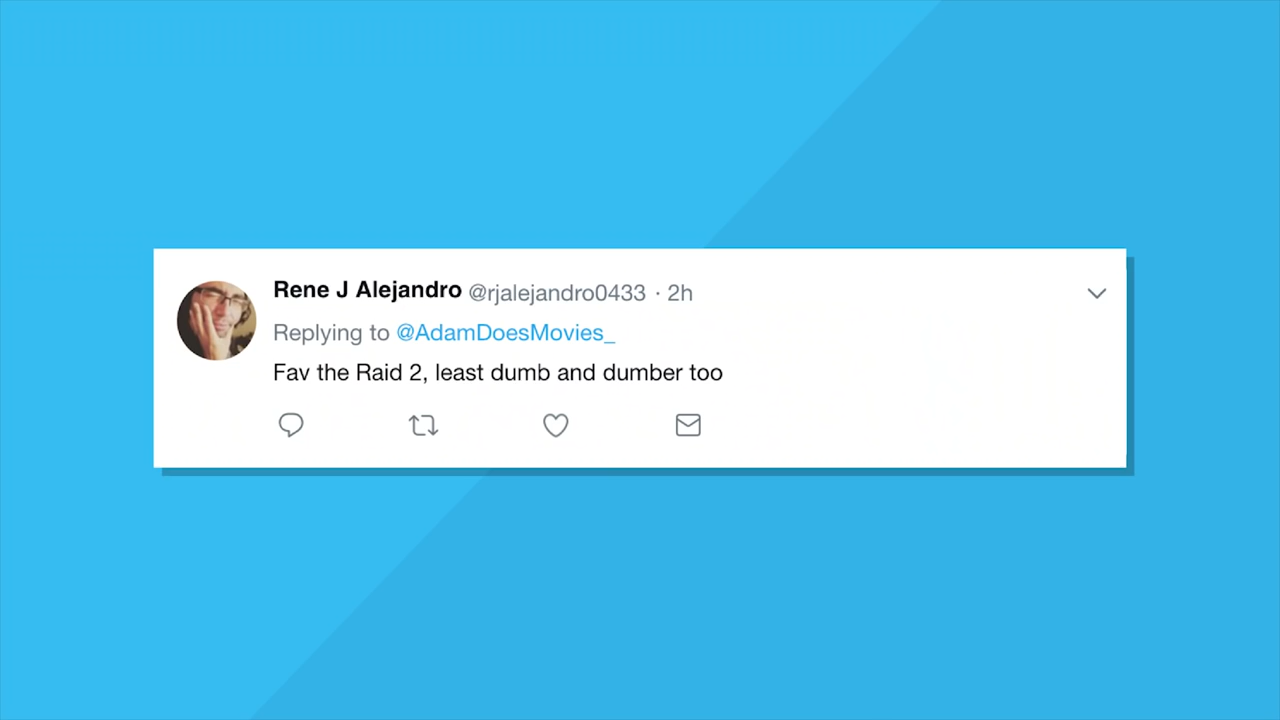 Rene J Alejandro @rjalejandro0433 · 2h
Replying to @AdamDoesMovies_
Fav the Raid 2, least dumb and dumber too